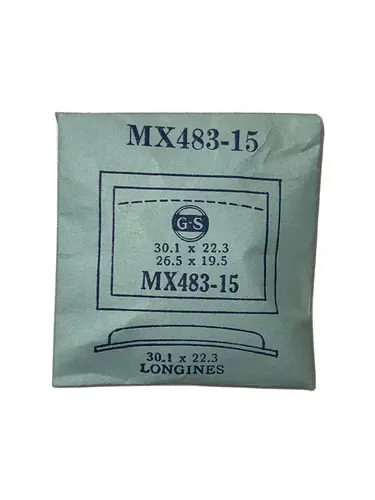 MX483-15
G-S
30.1 x 22.3
26.5 x 19.5
MX483-15
30.1 x 22.3
LONGINES